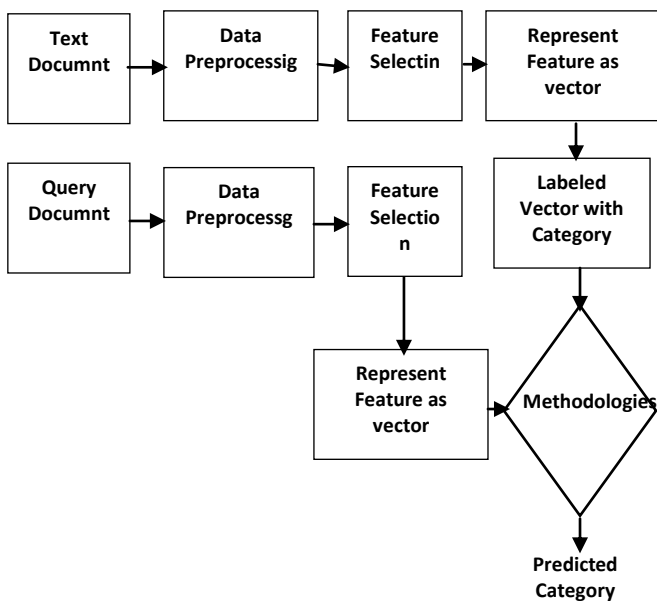 Text
Documnt
Data
Preprocessig
Feature
Selectin
Represent
Feature as
vector
Query
Documnt
Data
Preprocessg
Feature
Selectio
n
Labeled
Vector with
Category
Represent
Feature as
vector
Methodologies
Predicted
Category